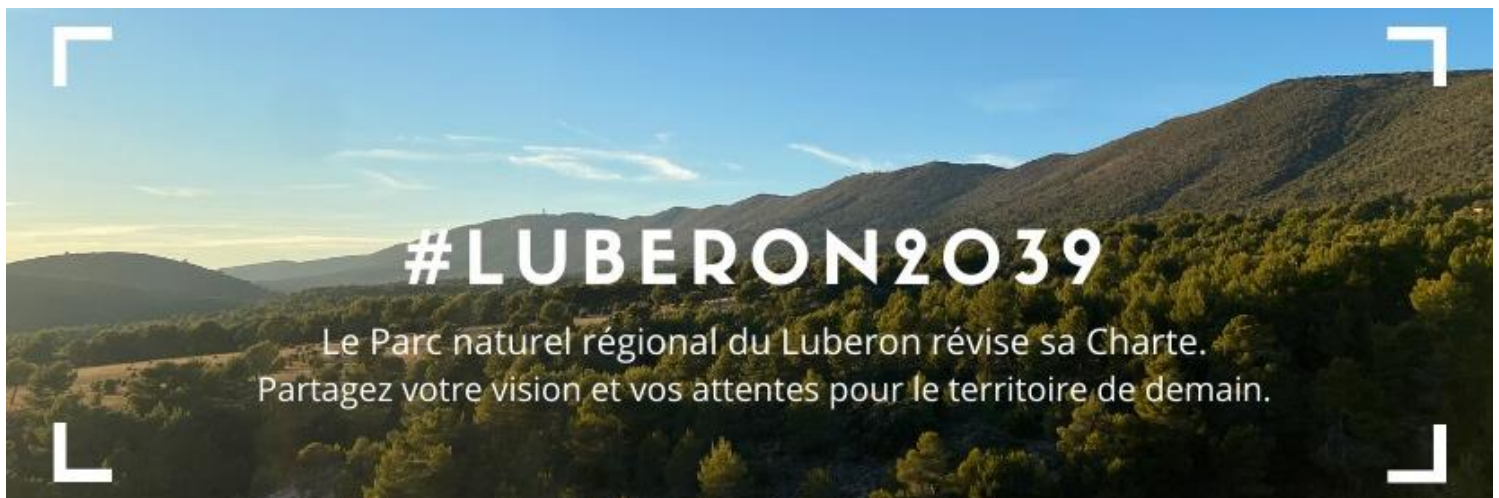 #LUBERON2039
Le Parc naturel régional du Luberon révise sa Charte.
Partagez votre vision et vos attentes pour le territoire de demain.